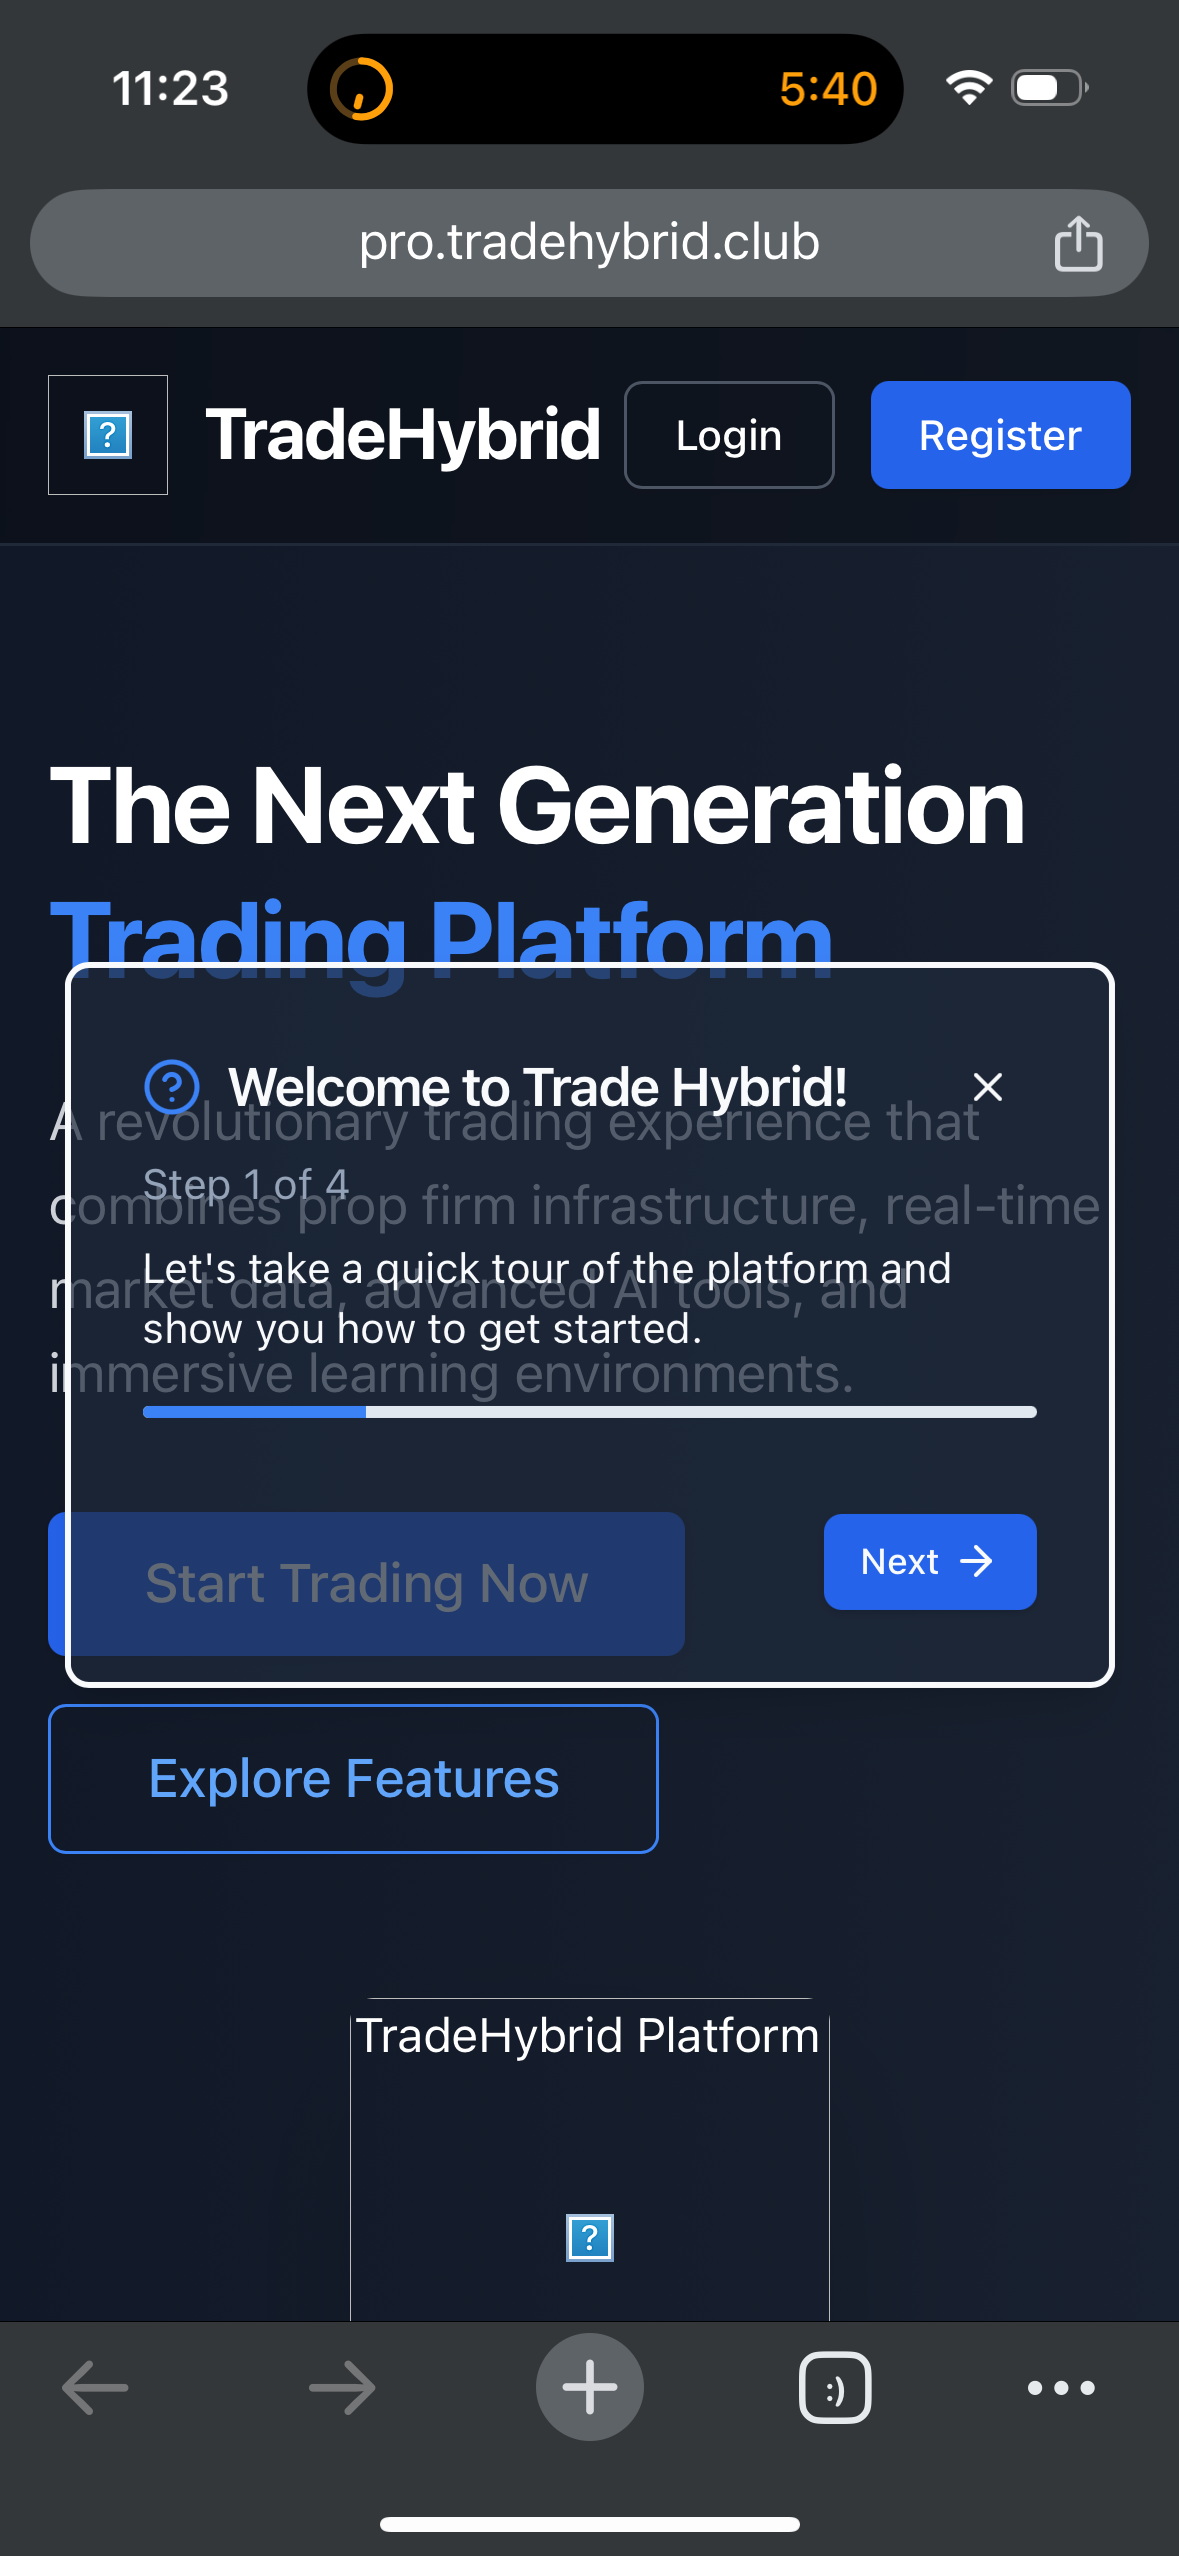 11:23
5:40
pro.tradehybrid.club
TradeHybrid
Login
Register
The Next Generation
Trading Platform
Welcome to Trade Hybrid!
A revolutionary trading experience that
Step 1 of 4
combines prop firm infrastructure, real-time
Let's take a quick tour of the platform and
market data, advanced AI tools, and
show you how to get started.
immersive learning environments.
Start Trading Now
Next
Explore Features
TradeHybrid Platform
:)